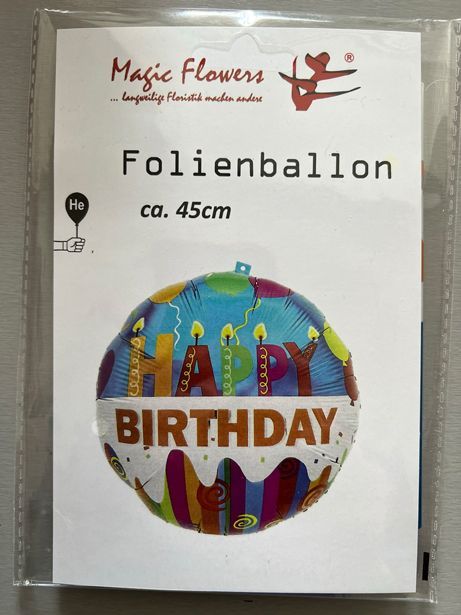 Magic Flowers ®
... langweilige Floristik machen andere
Folienballon
He
ca. 45cm
HAPPY
BIRTHDAY